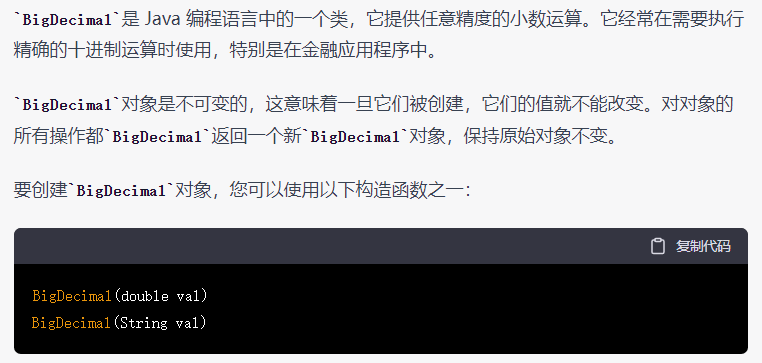 `BigDecimal`是 Java 编程语言中的一个类，它提供任意精度的小数运算。它经常在需要执行
精确的十进制运算时使用，特别是在金融应用程序中。
`BigDecimal`对象是不可变的，这意味着一旦它们被创建，它们的值就不能改变。对对象的
所有操作都`BigDecimal`返回一个新`BigDecimal`对象，保持原始对象不变。
要创建`BigDecimal`对象，您可以使用以下构造函数之一：
复制代码
BigDecimal(double val)
BigDecimal(String val)